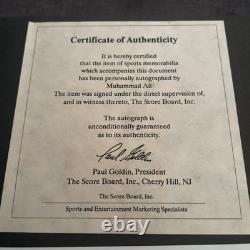 Certificate of Authenticity
It is hereby certified
that the item of sports memorabilia
which accompanies this document
has been personally autographed by
Muhammad Ali
The item was signed under the direct supervision of,
and in witness thereto, The Score Board, Inc.
The autograph is
unconditionally guaranteed
as to its authenticity.
Paul Goldin
Paul Goldin, President
The Score Board, Inc., Cherry Hill, NJ
The Score Board, Inc.
Sports and Entertainment Marketing Specialists